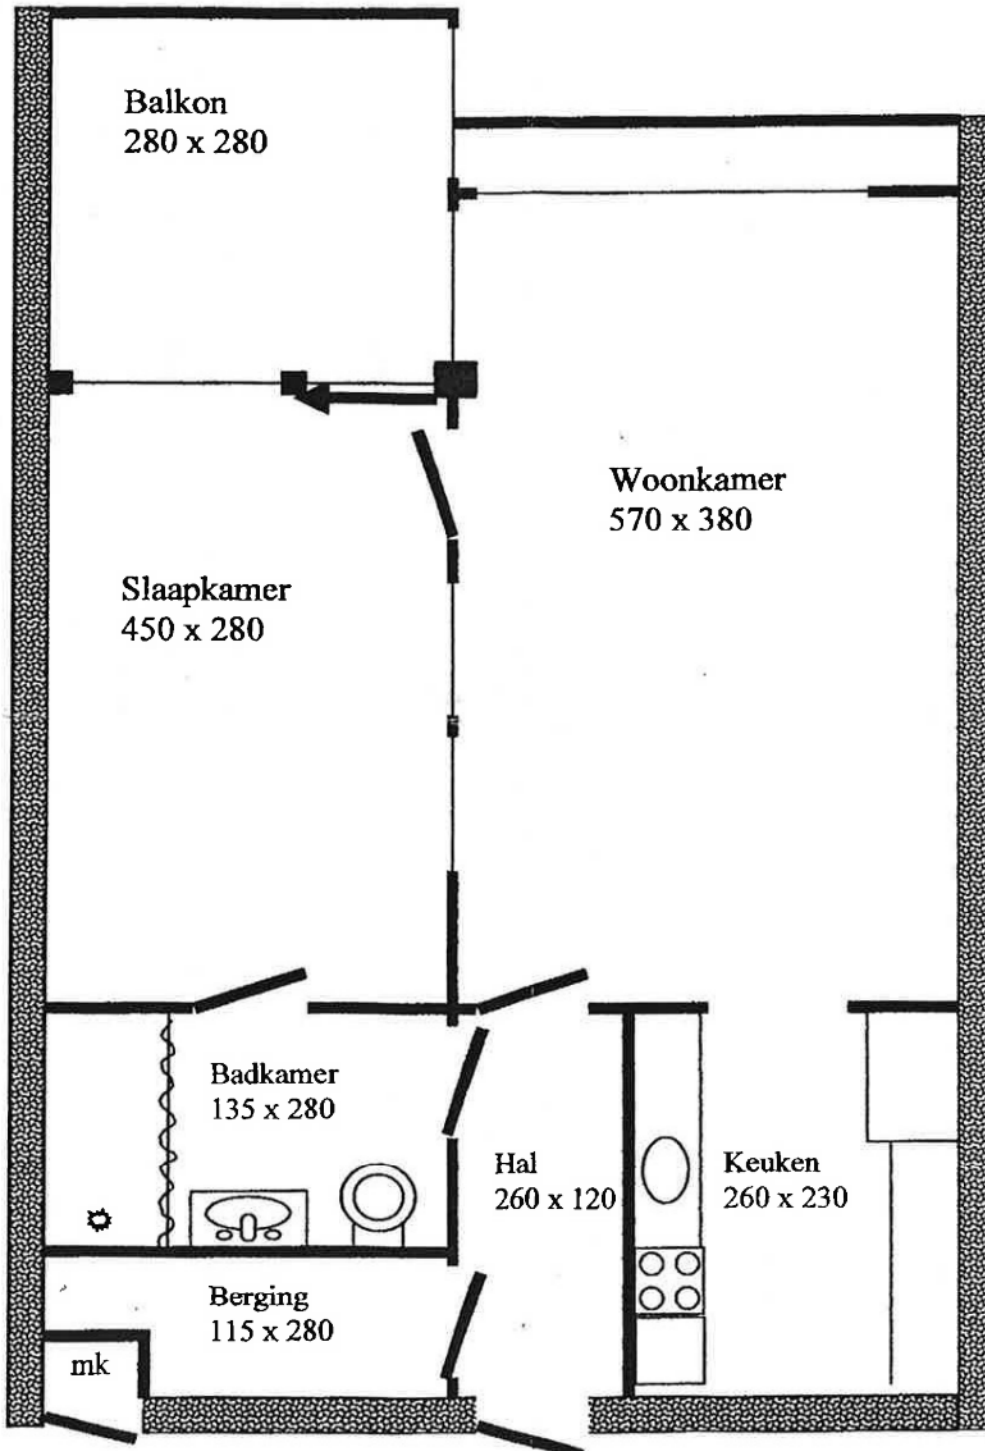 Balkon
280 x 280
Woonkamer
570 x 380
Slaapkamer
450 x 280
Badkamer
135 x 280
Hal
260 x 120
Keuken
260 x 230
Berging
115 x 280
mk